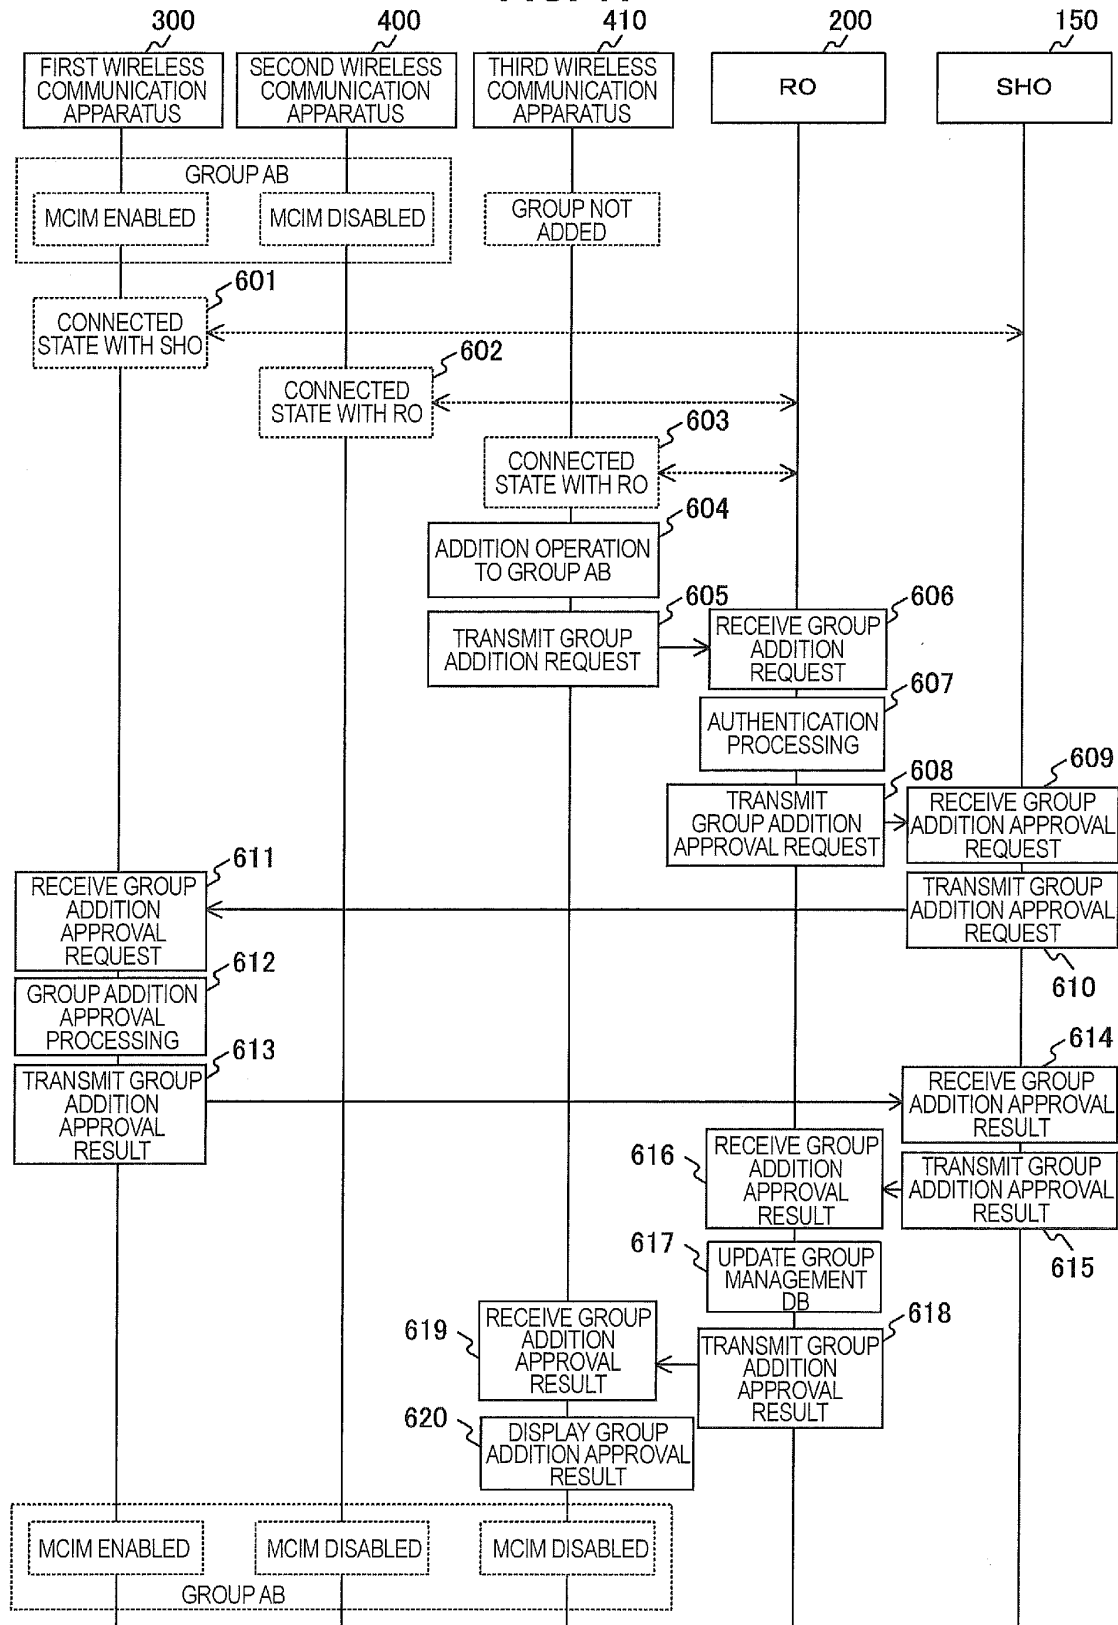 300
400
410
200
150
FIRST WIRELESS
COMMUNICATION
APPARATUS
SECOND WIRELESS
COMMUNICATION
APPARATUS
THIRD WIRELESS
COMMUNICATION
APPARATUS
RO
SHO
GROUP AB
MCIM ENABLED
MCIM DISABLED
GROUP NOT
ADDED
601
CONNECTED
STATE WITH SHO
602
CONNECTED
STATE WITH RO
603
CONNECTED
STATE WITH RO
604
ADDITION OPERATION
TO GROUP AB
605
TRANSMIT GROUP
ADDITION REQUEST
606
RECEIVE GROUP
ADDITION
REQUEST
607
AUTHENTICATION
PROCESSING
608
TRANSMIT
GROUP ADDITION
APPROVAL REQUEST
609
RECEIVE GROUP
ADDITION APPROVAL
REQUEST
TRANSMIT GROUP
ADDITION APPROVAL
REQUEST
610
611
RECEIVE GROUP
ADDITION
APPROVAL
REQUEST
612
GROUP ADDITION
APPROVAL
PROCESSING
613
TRANSMIT GROUP
ADDITION
APPROVAL
RESULT
614
RECEIVE GROUP
ADDITION APPROVAL
RESULT
TRANSMIT GROUP
ADDITION APPROVAL
RESULT
615
616
RECEIVE GROUP
ADDITION
APPROVAL
RESULT
617
UPDATE GROUP
MANAGEMENT
DB
618
TRANSMIT GROUP
ADDITION
APPROVAL
RESULT
619
RECEIVE GROUP
ADDITION
APPROVAL
RESULT
620
DISPLAY GROUP
ADDITION APPROVAL
RESULT
MCIM ENABLED
MCIM DISABLED
MCIM DISABLED
GROUP AB